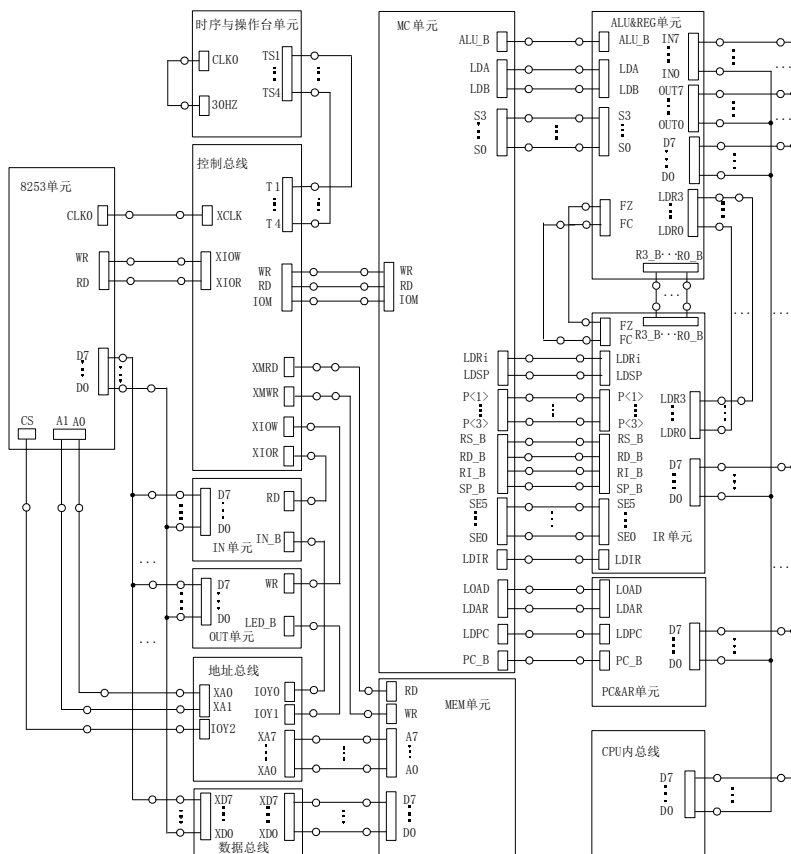 时序与操作台单元
CLK0
30HZ
TS1
TS4
控制总线
T1
T4
XCLK
XIOW
XIOR
WR
RD
IOM
XMRD
XMWR
XIOW
XIOR
8253单元
CLK0
WR
RD
D7
D0
CS
A1 A0
IN单元
D7
D0
RD
IN_B
OUT单元
D7
D0
WR
LED_B
地址总线
XA0
XA1
IOY2
IOY0
IOY1
XA7
XA0
数据总线
XD7
XD0
XD7
XD0
MC单元
ALU_B
LDA
LDB
S3
S0
WR
RD
IOM
LDRi
LDSP
P<1>
P<3>
RS_B
RD_B
RI_B
SP_B
SE5
SE0
LDIR
LOAD
LDAR
LDPC
PC_B
MEM单元
RD
WR
A7
A0
D7
D0
ALU&REG单元
ALU_B
LDA
LDB
S3
S0
FZ
FC
IN7
IN0
OUT7
OUT0
D7
D0
LDR3
LDR0
R3_B···R0_B
FZ
FC
R3_B···R0_B
LDRi
LDSP
P<1>
P<3>
RS_B
RD_B
RI_B
SP_B
SE5
SE0
LDIR
LDR3
LDR0
D7
D0
IR单元
LOAD
LDAR
LDPC
PC_B
D7
D0
PC&AR单元
CPU内总线
D7
D0